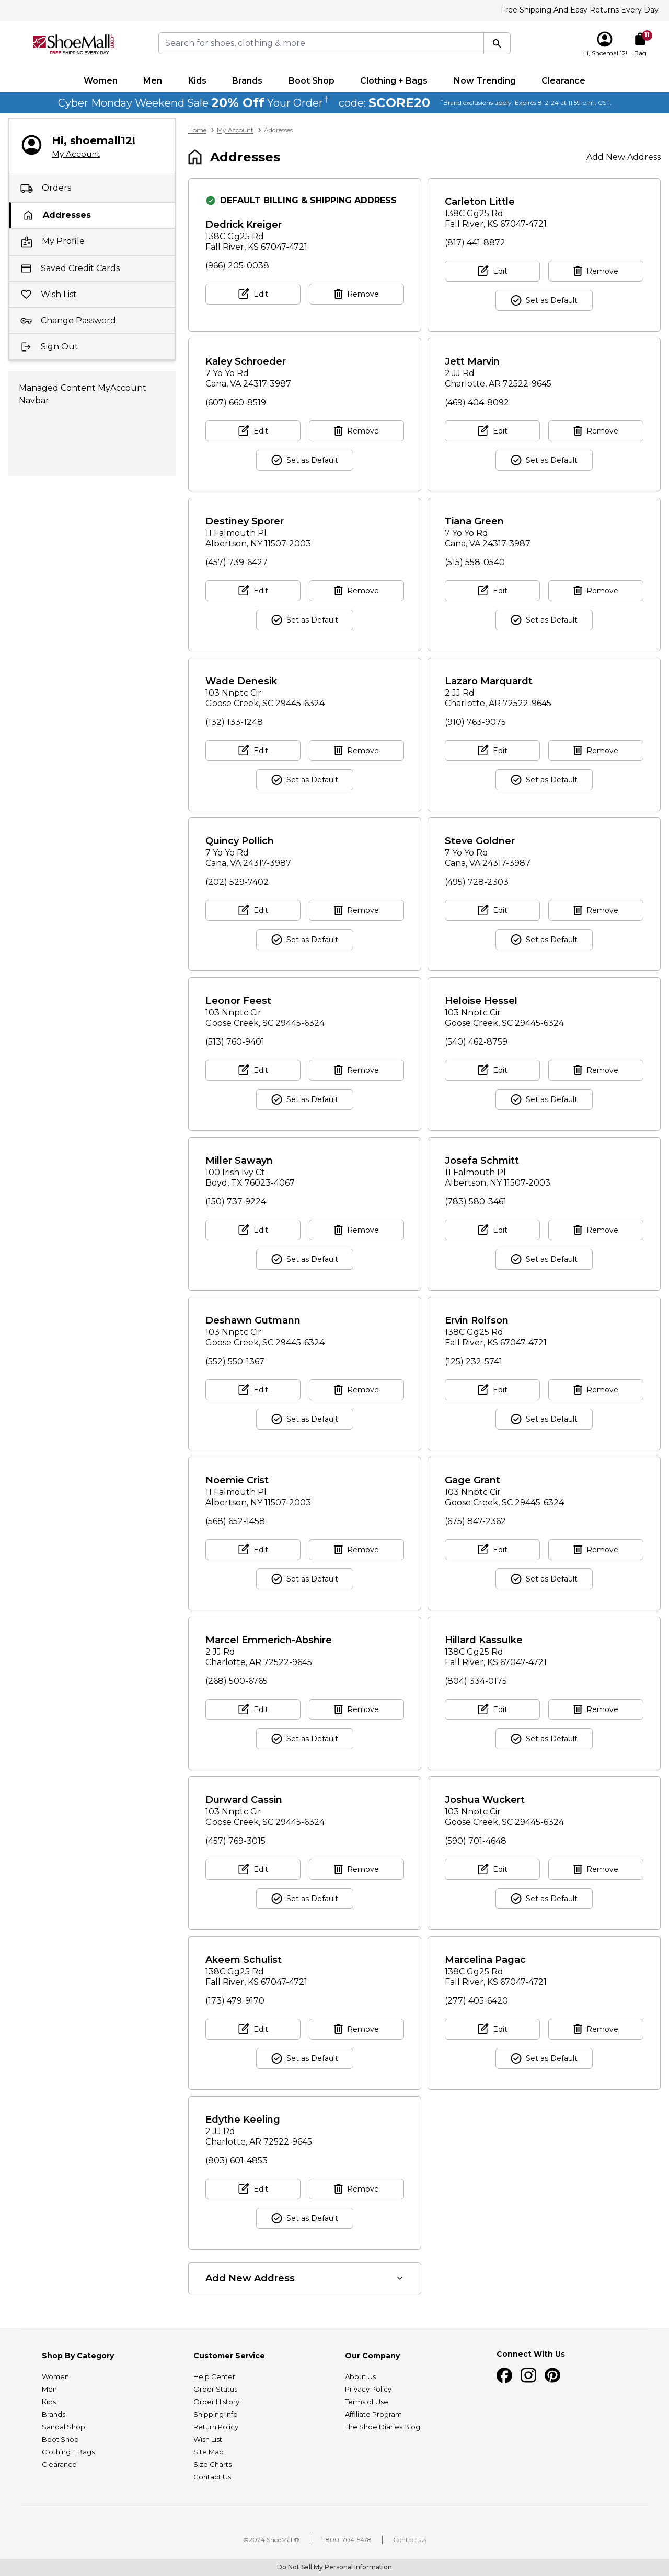 Free Shipping And Easy Returns Every Day
ShoeMall.com
FREE SHIPPING EVERY DAY
Search for shoes, clothing & more
Hi, Shoemall12!
11
Bag
Women Men Kids Brands Boot Shop Clothing + Bags Now Trending Clearance
Cyber Monday Weekend Sale 20% Off Your Order† code: SCORE20 †Brand exclusions apply. Expires 8-2-24 at 11:59 p.m. CST.
Hi, shoemall12!
My Account
Orders
Addresses
My Profile
Saved Credit Cards
Wish List
Change Password
Sign Out
Managed Content MyAccount
Navbar
Home > My Account > Addresses
Addresses
Add New Address
DEFAULT BILLING & SHIPPING ADDRESS
Dedrick Kreiger
138C Gg25 Rd
Fall River, KS 67047-4721
(966) 205-0038
Edit Remove
Carleton Little
138C Gg25 Rd
Fall River, KS 67047-4721
(817) 441-8872
Edit Remove
Set as Default
Kaley Schroeder
7 Yo Yo Rd
Cana, VA 24317-3987
(607) 660-8519
Edit Remove
Set as Default
Jett Marvin
2 JJ Rd
Charlotte, AR 72522-9645
(469) 404-8092
Edit Remove
Set as Default
Destiney Sporer
11 Falmouth Pl
Albertson, NY 11507-2003
(457) 739-6427
Edit Remove
Set as Default
Tiana Green
7 Yo Yo Rd
Cana, VA 24317-3987
(515) 558-0540
Edit Remove
Set as Default
Wade Denesik
103 Nnptc Cir
Goose Creek, SC 29445-6324
(132) 133-1248
Edit Remove
Set as Default
Lazaro Marquardt
2 JJ Rd
Charlotte, AR 72522-9645
(910) 763-9075
Edit Remove
Set as Default
Quincy Pollich
7 Yo Yo Rd
Cana, VA 24317-3987
(202) 529-7402
Edit Remove
Set as Default
Steve Goldner
7 Yo Yo Rd
Cana, VA 24317-3987
(495) 728-2303
Edit Remove
Set as Default
Leonor Feest
103 Nnptc Cir
Goose Creek, SC 29445-6324
(513) 760-9401
Edit Remove
Set as Default
Heloise Hessel
103 Nnptc Cir
Goose Creek, SC 29445-6324
(540) 462-8759
Edit Remove
Set as Default
Miller Sawayn
100 Irish Ivy Ct
Boyd, TX 76023-4067
(150) 737-9224
Edit Remove
Set as Default
Josefa Schmitt
11 Falmouth Pl
Albertson, NY 11507-2003
(783) 580-3461
Edit Remove
Set as Default
Deshawn Gutmann
103 Nnptc Cir
Goose Creek, SC 29445-6324
(552) 550-1367
Edit Remove
Set as Default
Ervin Rolfson
138C Gg25 Rd
Fall River, KS 67047-4721
(125) 232-5741
Edit Remove
Set as Default
Noemie Crist
11 Falmouth Pl
Albertson, NY 11507-2003
(568) 652-1458
Edit Remove
Set as Default
Gage Grant
103 Nnptc Cir
Goose Creek, SC 29445-6324
(675) 847-2362
Edit Remove
Set as Default
Marcel Emmerich-Abshire
2 JJ Rd
Charlotte, AR 72522-9645
(268) 500-6765
Edit Remove
Set as Default
Hillard Kassulke
138C Gg25 Rd
Fall River, KS 67047-4721
(804) 334-0175
Edit Remove
Set as Default
Durward Cassin
103 Nnptc Cir
Goose Creek, SC 29445-6324
(457) 769-3015
Edit Remove
Set as Default
Joshua Wuckert
103 Nnptc Cir
Goose Creek, SC 29445-6324
(590) 701-4648
Edit Remove
Set as Default
Akeem Schulist
138C Gg25 Rd
Fall River, KS 67047-4721
(173) 479-9170
Edit Remove
Set as Default
Marcelina Pagac
138C Gg25 Rd
Fall River, KS 67047-4721
(277) 405-6420
Edit Remove
Set as Default
Edythe Keeling
2 JJ Rd
Charlotte, AR 72522-9645
(803) 601-4853
Edit Remove
Set as Default
Add New Address
Shop By Category
Women
Men
Kids
Brands
Sandal Shop
Boot Shop
Clothing + Bags
Clearance
Customer Service
Help Center
Order Status
Order History
Shipping Info
Return Policy
Wish List
Site Map
Size Charts
Contact Us
Our Company
About Us
Privacy Policy
Terms of Use
Affiliate Program
The Shoe Diaries Blog
Connect With Us
©2024 ShoeMall® | 1-800-704-5478 | Contact Us
Do Not Sell My Personal Information